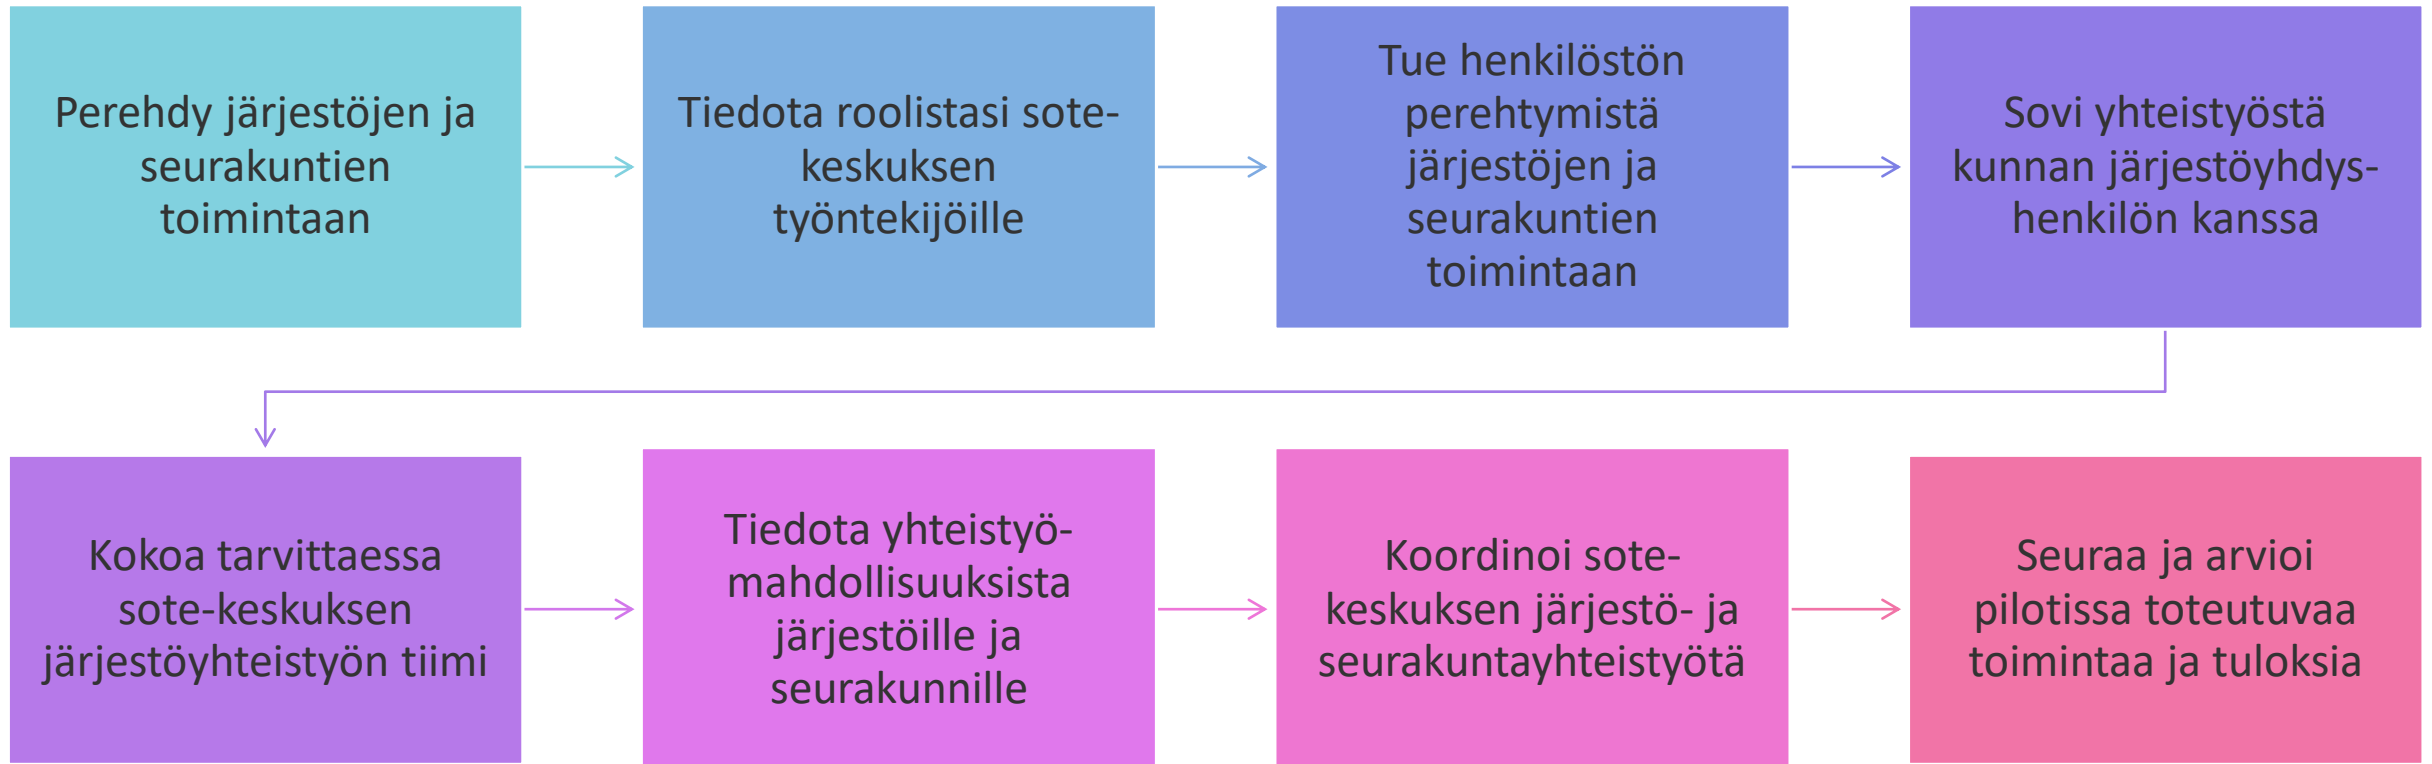 Perehdy järjestöjen ja
seurakuntien
toimintaan
Tiedota roolistasi sote-
keskuksen
työntekijöille
Tue henkilöstön
perehtymistä
järjestöjen ja
seurakuntien
toimintaan
Sovi yhteistyöstä
kunnan järjestöyhdys-
henkilön kanssa
Kokoa tarvittaessa
sote-keskuksen
järjestöyhteistyön tiimi
Tiedota yhteistyö-
mahdollisuuksista
järjestöille ja
seurakunnille
Koordinoi sote-
keskuksen järjestö- ja
seurakuntayhteistyötä
Seuraa ja arvioi
pilotissa toteutuvaa
toimintaa ja tuloksia